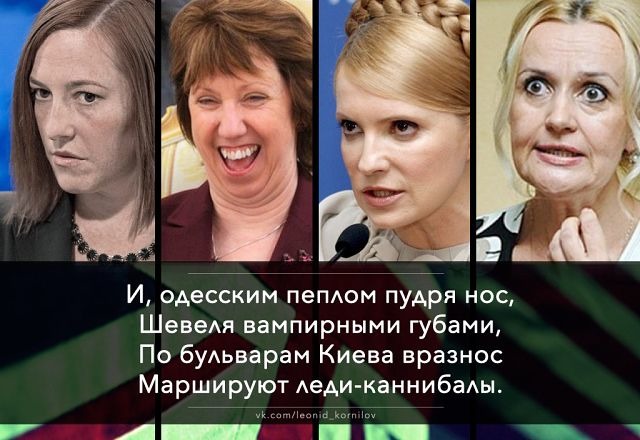 И, одесским пеплом пудря нос,
Шевеля вампирными губами,
По бульварам Киева вразнос
Маршируют леди-каннибалы.
vk.com/leonid_kornilov